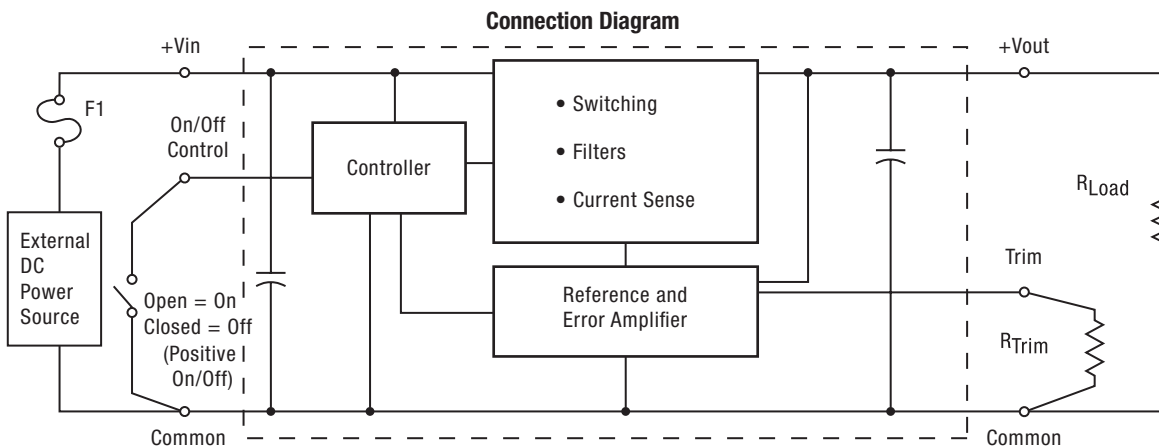 Connection Diagram
+Vin
+Vout
F1
On/Off
Control
Controller
• Switching
• Filters
• Current Sense
RLoad
External
DC
Power
Source
Open = On
Closed = Off
(Positive
On/Off)
Reference and
Error Amplifier
Trim
RTrim
Common
Common